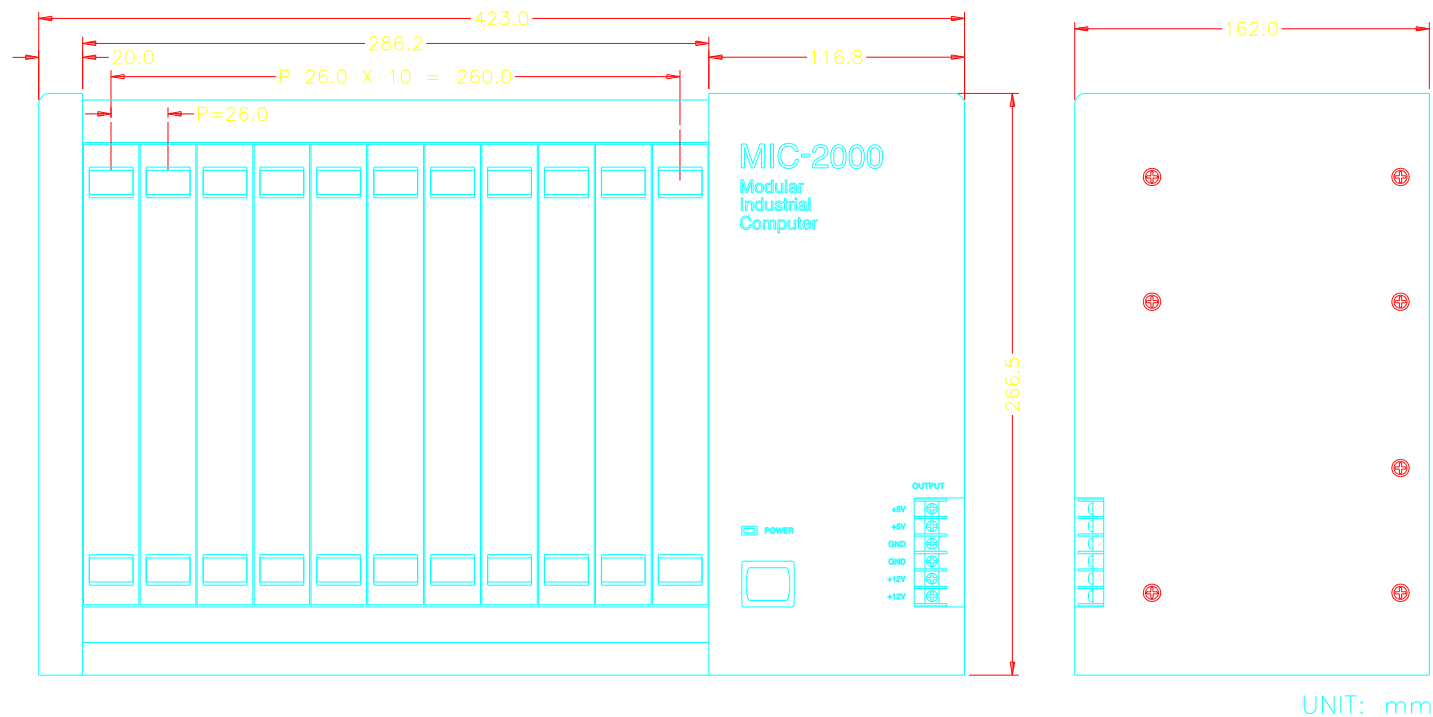 423.0
286.2
162.0
20.0
116.8
P 26.0 X 10 = 260.0
P=26.0
MIC-2000
Modular
Industrial
Computer
266.5
OUTPUT
+5V
+5V
POWER
GND
GND
+12V
+12V
UNIT: mm